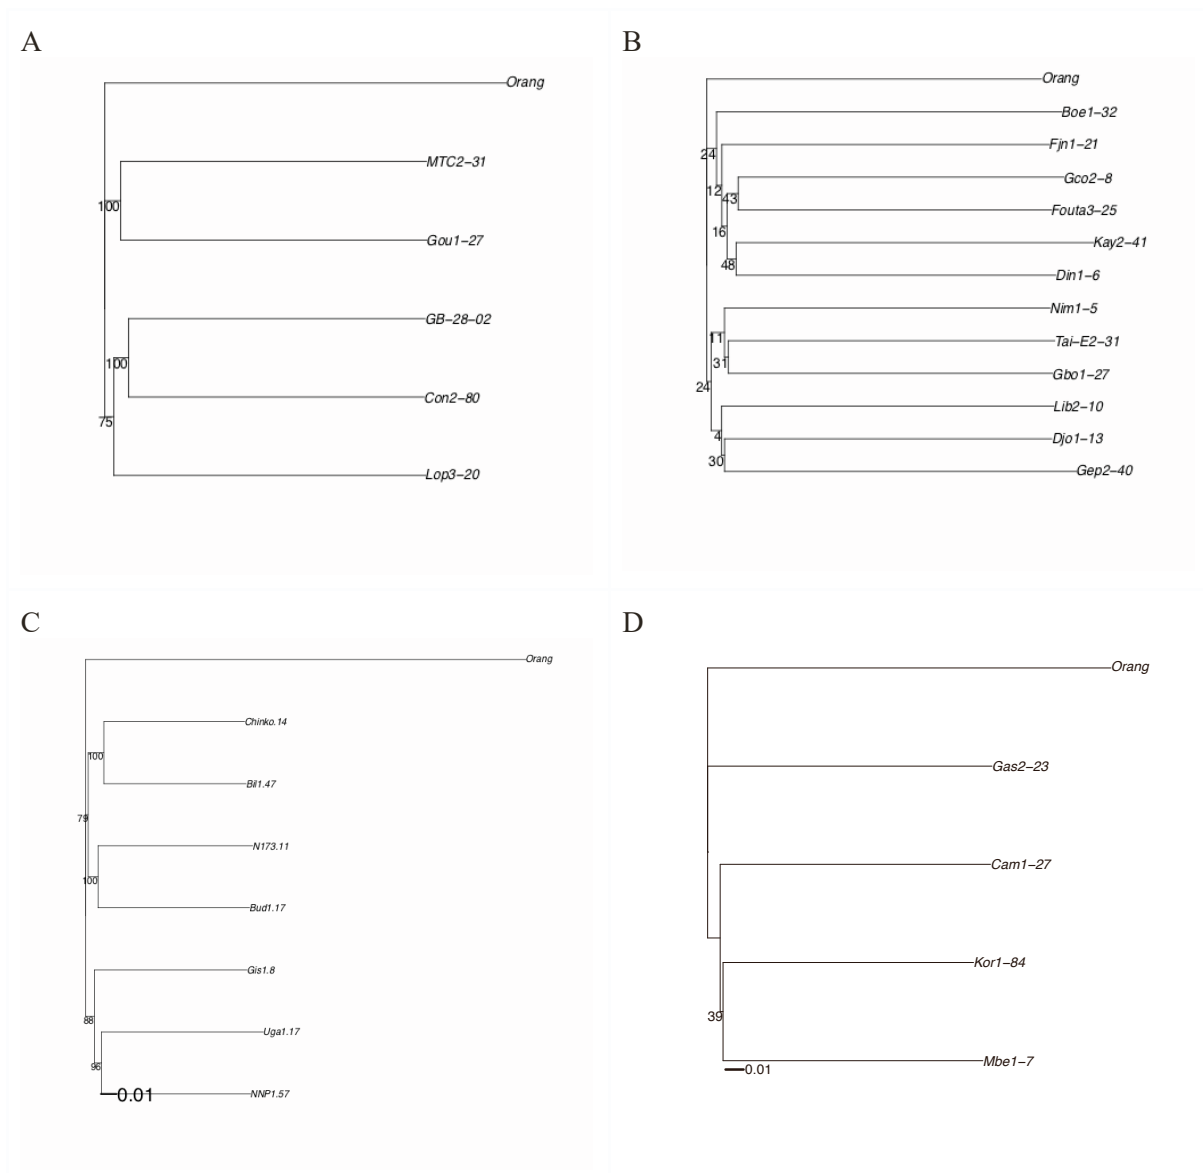 A
Orang
MTC2–31
100
Gou1–27
GB–28–02
100
Con2–80
75
Lop3–20
B
Orang
Boe1–32
Fjn1–21
24
Gco2–8
12
43
Fouta3–25
16
Kay2–41
48
Din1–6
Nim1–5
11
Tai–E2–31
31
Gbo1–27
24
Lib2–10
4
Djo1–13
30
Gep2–40
C
Orang
Chinko.14
100
Bil1.47
79
N173.11
100
Bud1.17
Gis1.8
88
Uga1.17
96
0.01
NNP1.57
D
Orang
Gas2–23
Cam1–27
Kor1–84
39
Mbe1–7
0.01